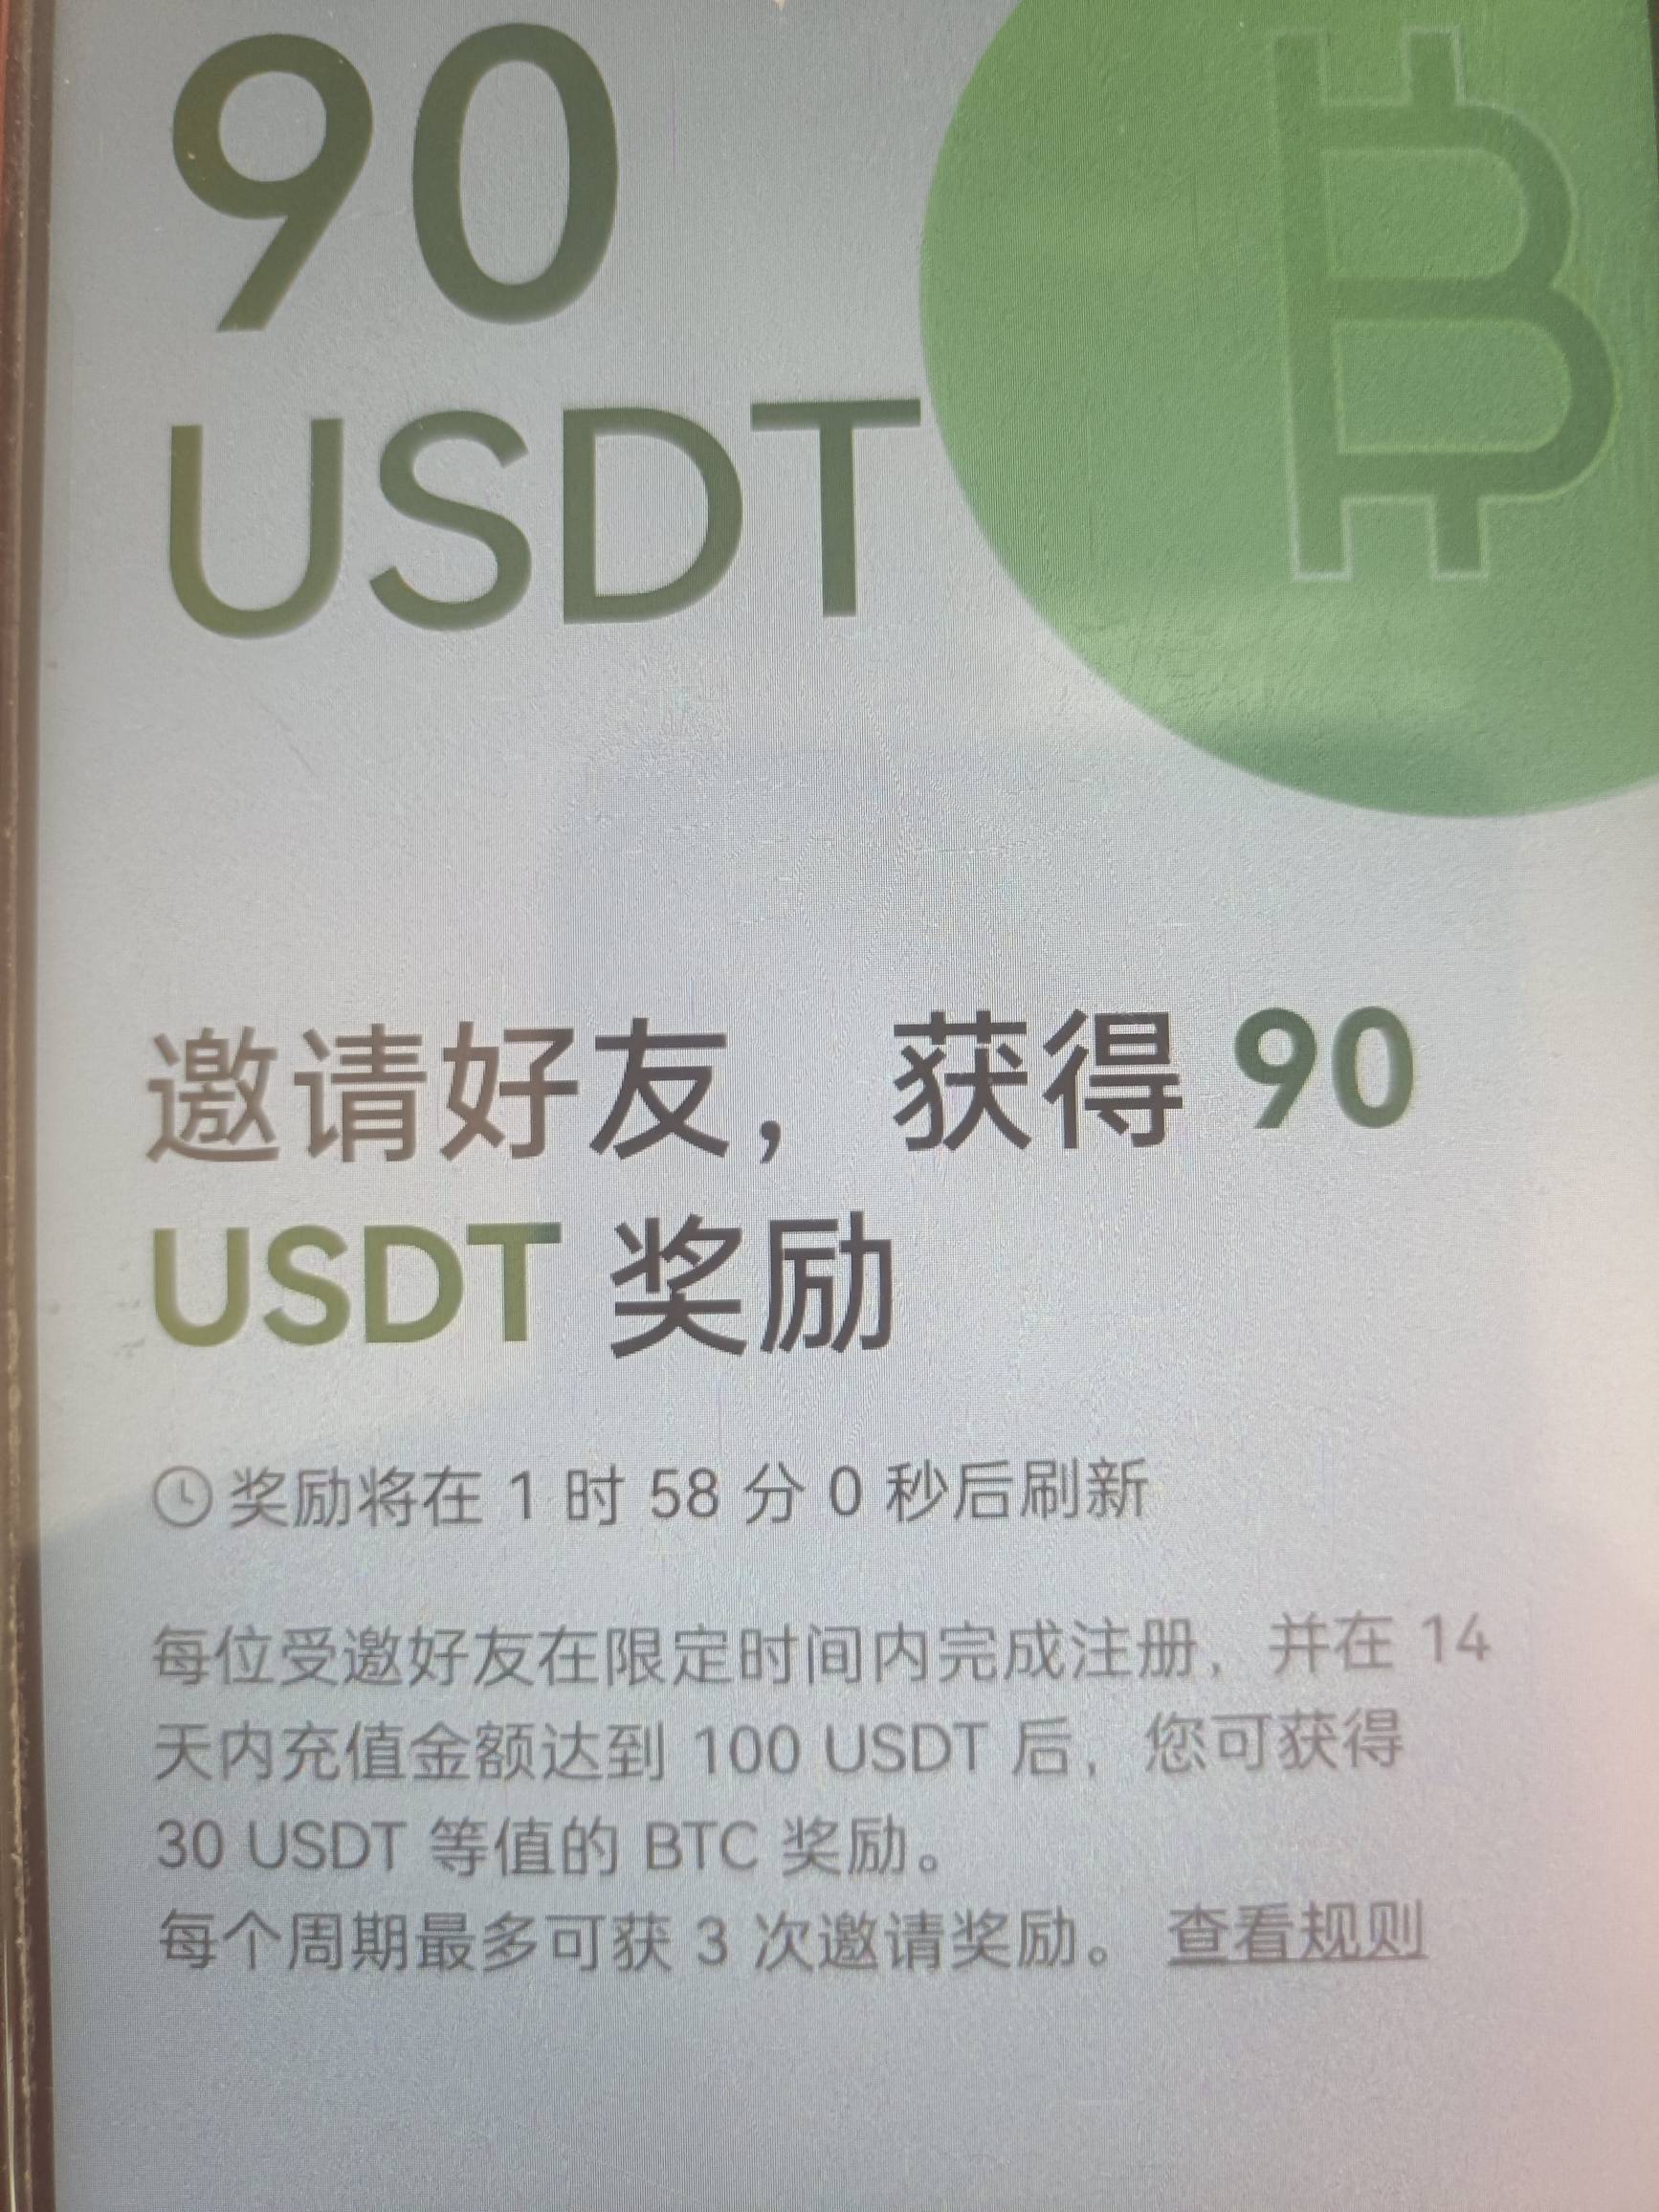 90
USDT
邀请好友，获得 90
USDT 奖励
奖励将在 1 时 58 分 0 秒后刷新
每位受邀好友在限定时间内完成注册，并在 14
天内充值金额达到 100 USDT 后，您可获得
30 USDT 等值的 BTC 奖励。
每个周期最多可获 3 次邀请奖励。 查看规则